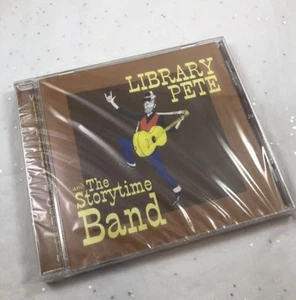 LIBRARY
PETE
and The
Storytime
Band